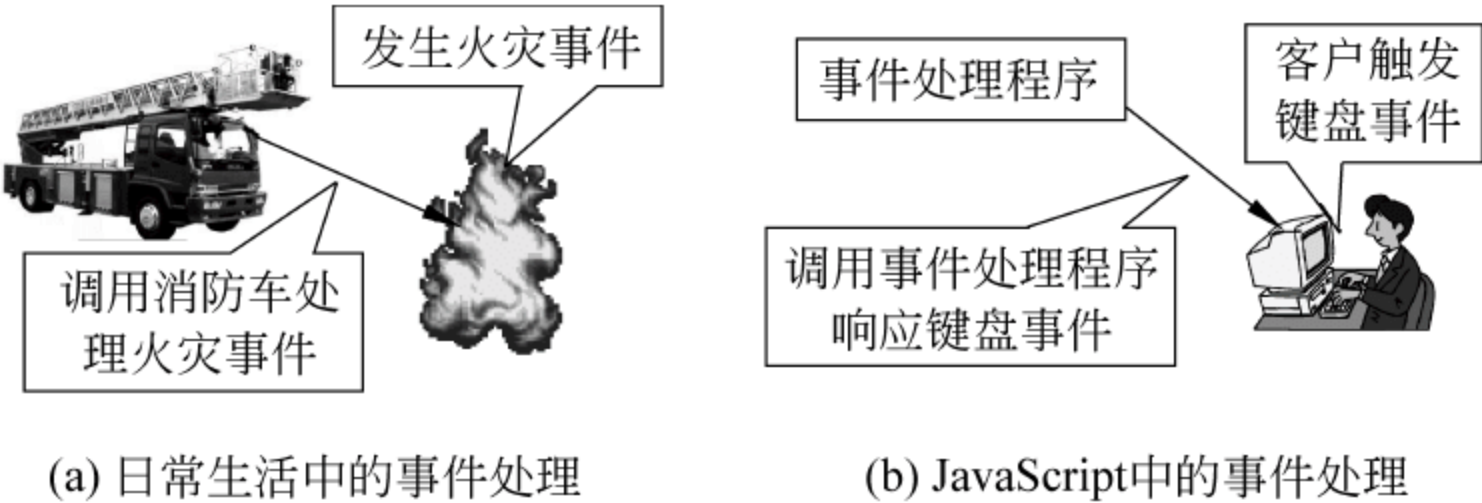 发生火灾事件
调用消防车处
理火灾事件
(a) 日常生活中的事件处理
事件处理程序
客户触发
键盘事件
调用事件处理程序
响应键盘事件
(b) JavaScript中的事件处理